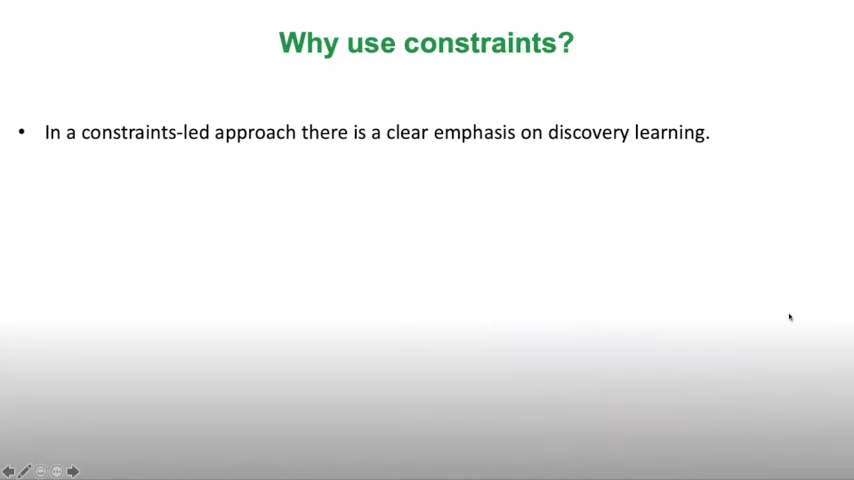 Why use constraints?
• In a constraints-led approach there is a clear emphasis on discovery learning.